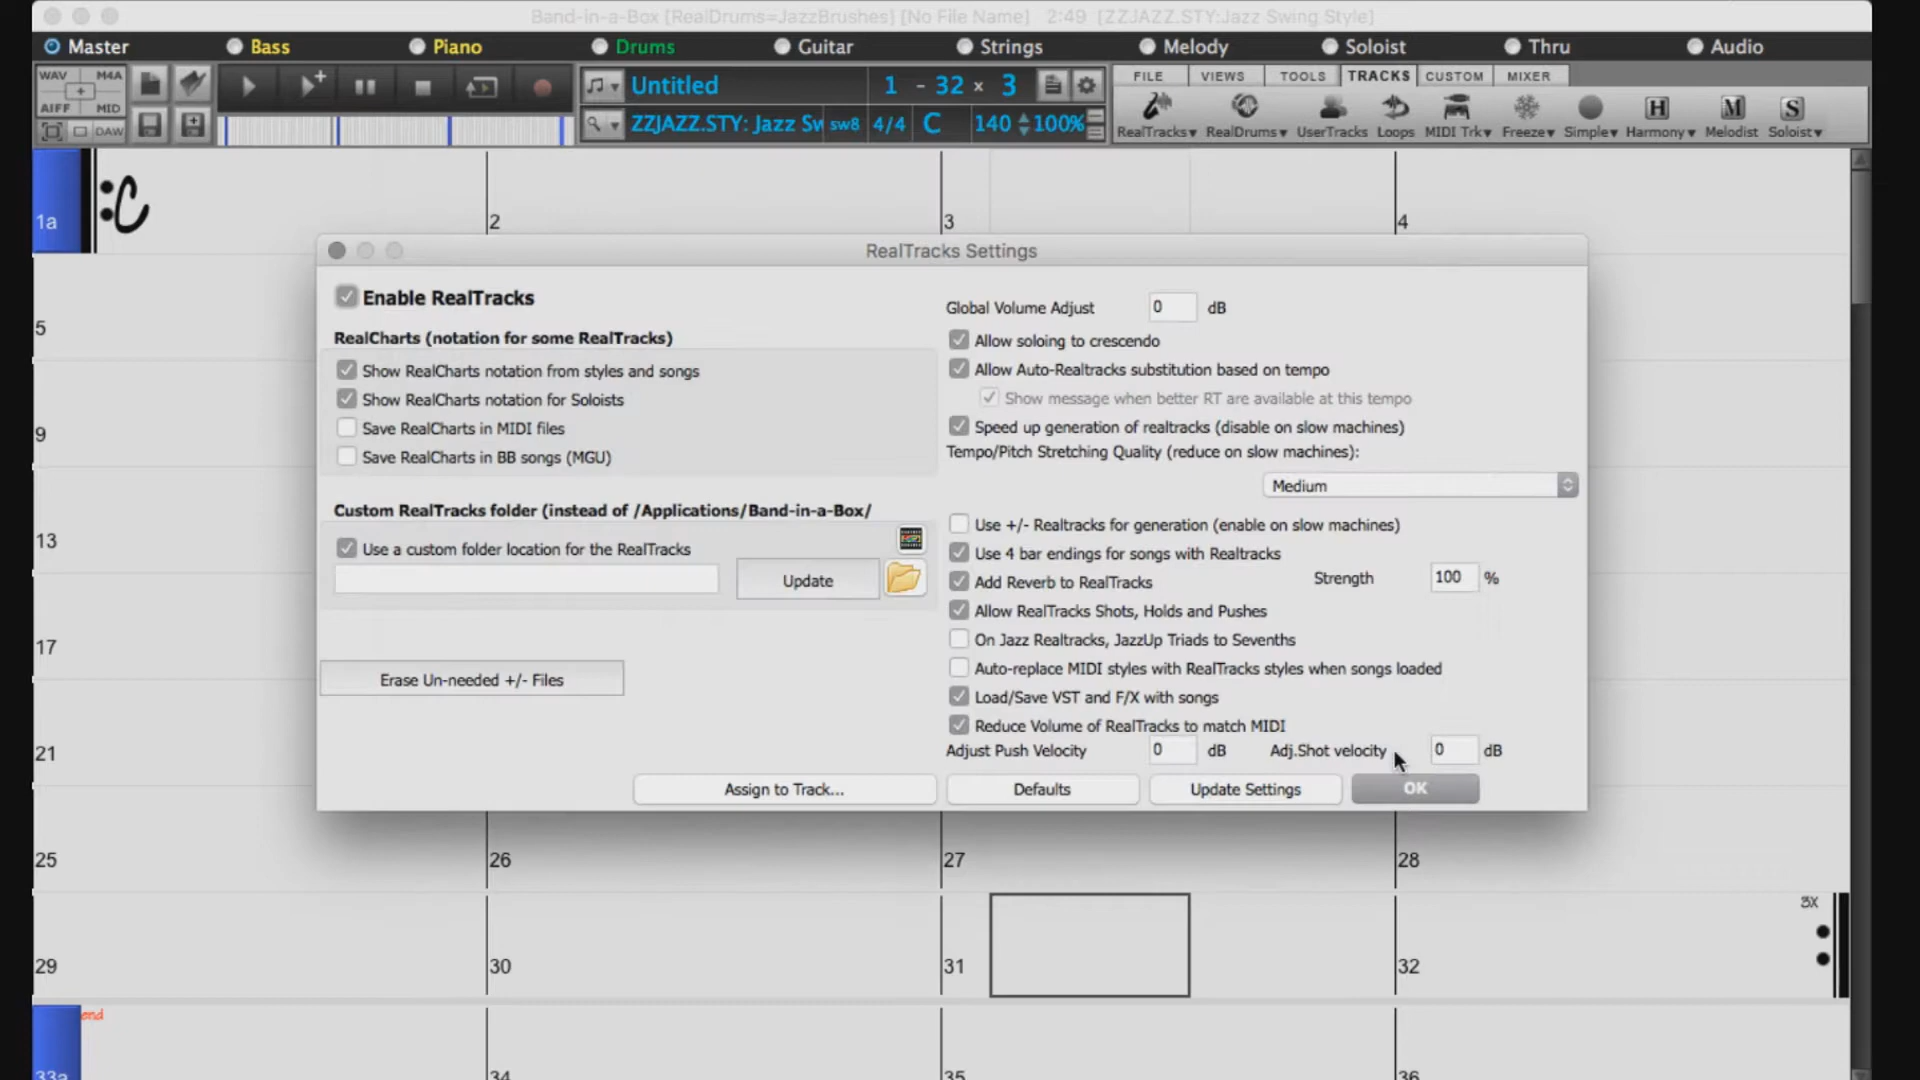 Band-in-a-Box [RealDrums=JazzBrushes] [No File Name] 2:49 [ZZJAZZ.STY:Jazz Swing Style]
Master Bass Piano Drums Guitar Strings Melody Soloist Thru Audio
WAV M4A
AIFF MID
DAW
Untitled 1 - 32 x 3
ZZJAZZ.STY: Jazz Sw sw8 4/4 C 140 100%
FILE VIEWS TOOLS TRACKS CUSTOM MIXER
H M S
RealTracks RealDrums UserTracks Loops MIDI Trk Freeze Simple Harmony Melodist Soloist
C
1a 2 3 4
RealTracks Settings
Enable RealTracks
RealCharts (notation for some RealTracks)
Show RealCharts notation from styles and songs
Show RealCharts notation for Soloists
Save RealCharts in MIDI files
Save RealCharts in BB songs (MGU)
Custom RealTracks folder (instead of /Applications/Band-in-a-Box/
Use a custom folder location for the RealTracks
Update
Erase Un-needed +/- Files
Global Volume Adjust 0 dB
Allow soloing to crescendo
Allow Auto-Realtracks substitution based on tempo
Show message when better RT are available at this tempo
Speed up generation of realtracks (disable on slow machines)
Tempo/Pitch Stretching Quality (reduce on slow machines):
Medium
Use +/- Realtracks for generation (enable on slow machines)
Use 4 bar endings for songs with Realtracks
Add Reverb to RealTracks Strength 100 %
Allow RealTracks Shots, Holds and Pushes
On Jazz Realtracks, JazzUp Triads to Sevenths
Auto-replace MIDI styles with RealTracks styles when songs loaded
Load/Save VST and F/X with songs
Reduce Volume of RealTracks to match MIDI
Adjust Push Velocity 0 dB Adj.Shot velocity 0 dB
Assign to Track... Defaults Update Settings OK
5
9
13
17
21
25 26 27 28
3X
29 30 31 32
end
33a 34 35 36